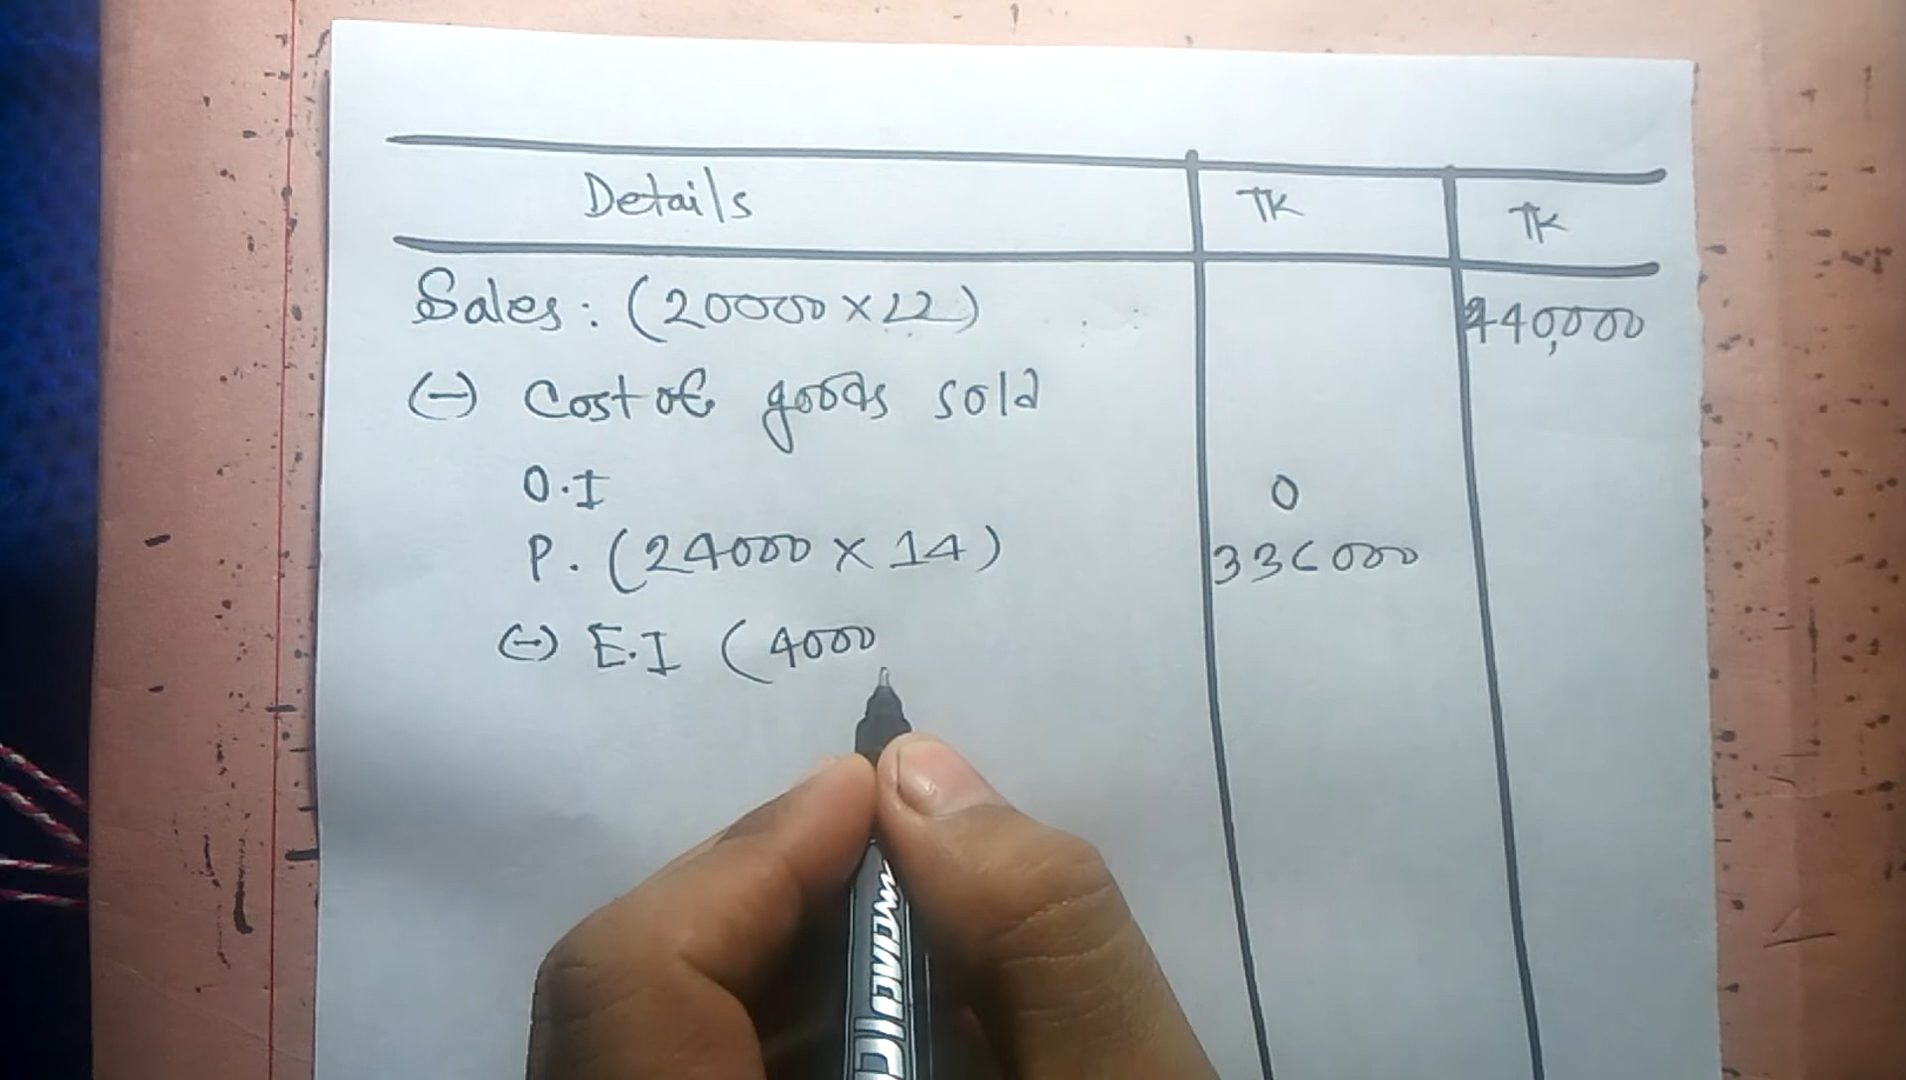 Details TK TK
Sales: (20000 × 22) 440,000
(-) Cost of goods sold
O.I 0
P. (24000 × 14) 336000
(-) E.I (4000